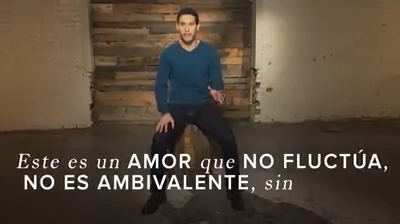 Este es un AMOR que NO FLUCTÚA,
NO ES AMBIVALENTE, sin